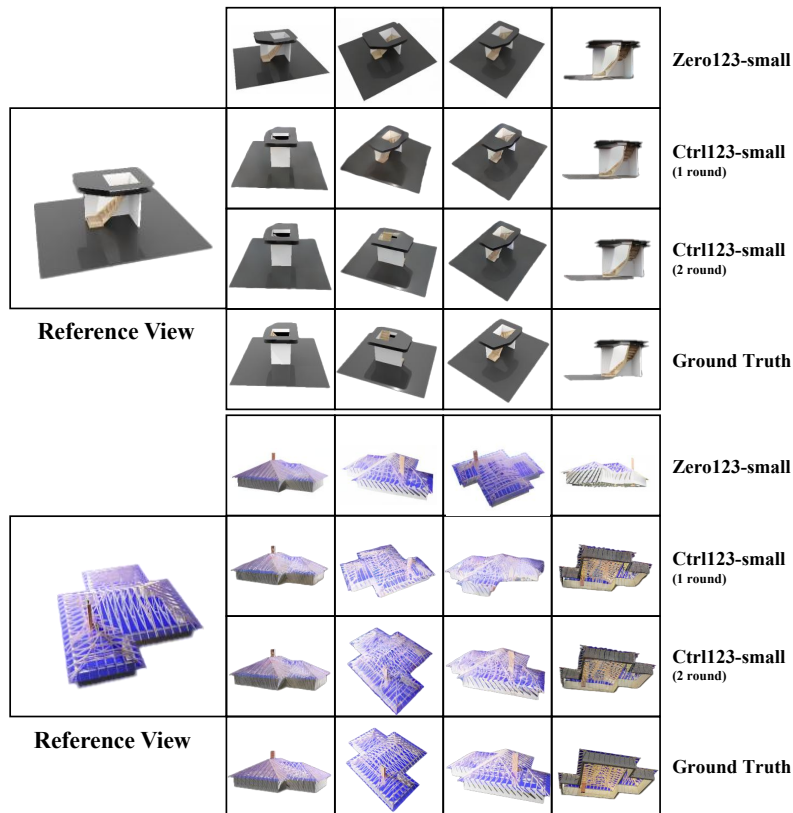 Zero123-small
Ctrl123-small
(1 round)
Ctrl123-small
(2 round)
Reference View
Ground Truth
Zero123-small
Ctrl123-small
(1 round)
Ctrl123-small
(2 round)
Reference View
Ground Truth